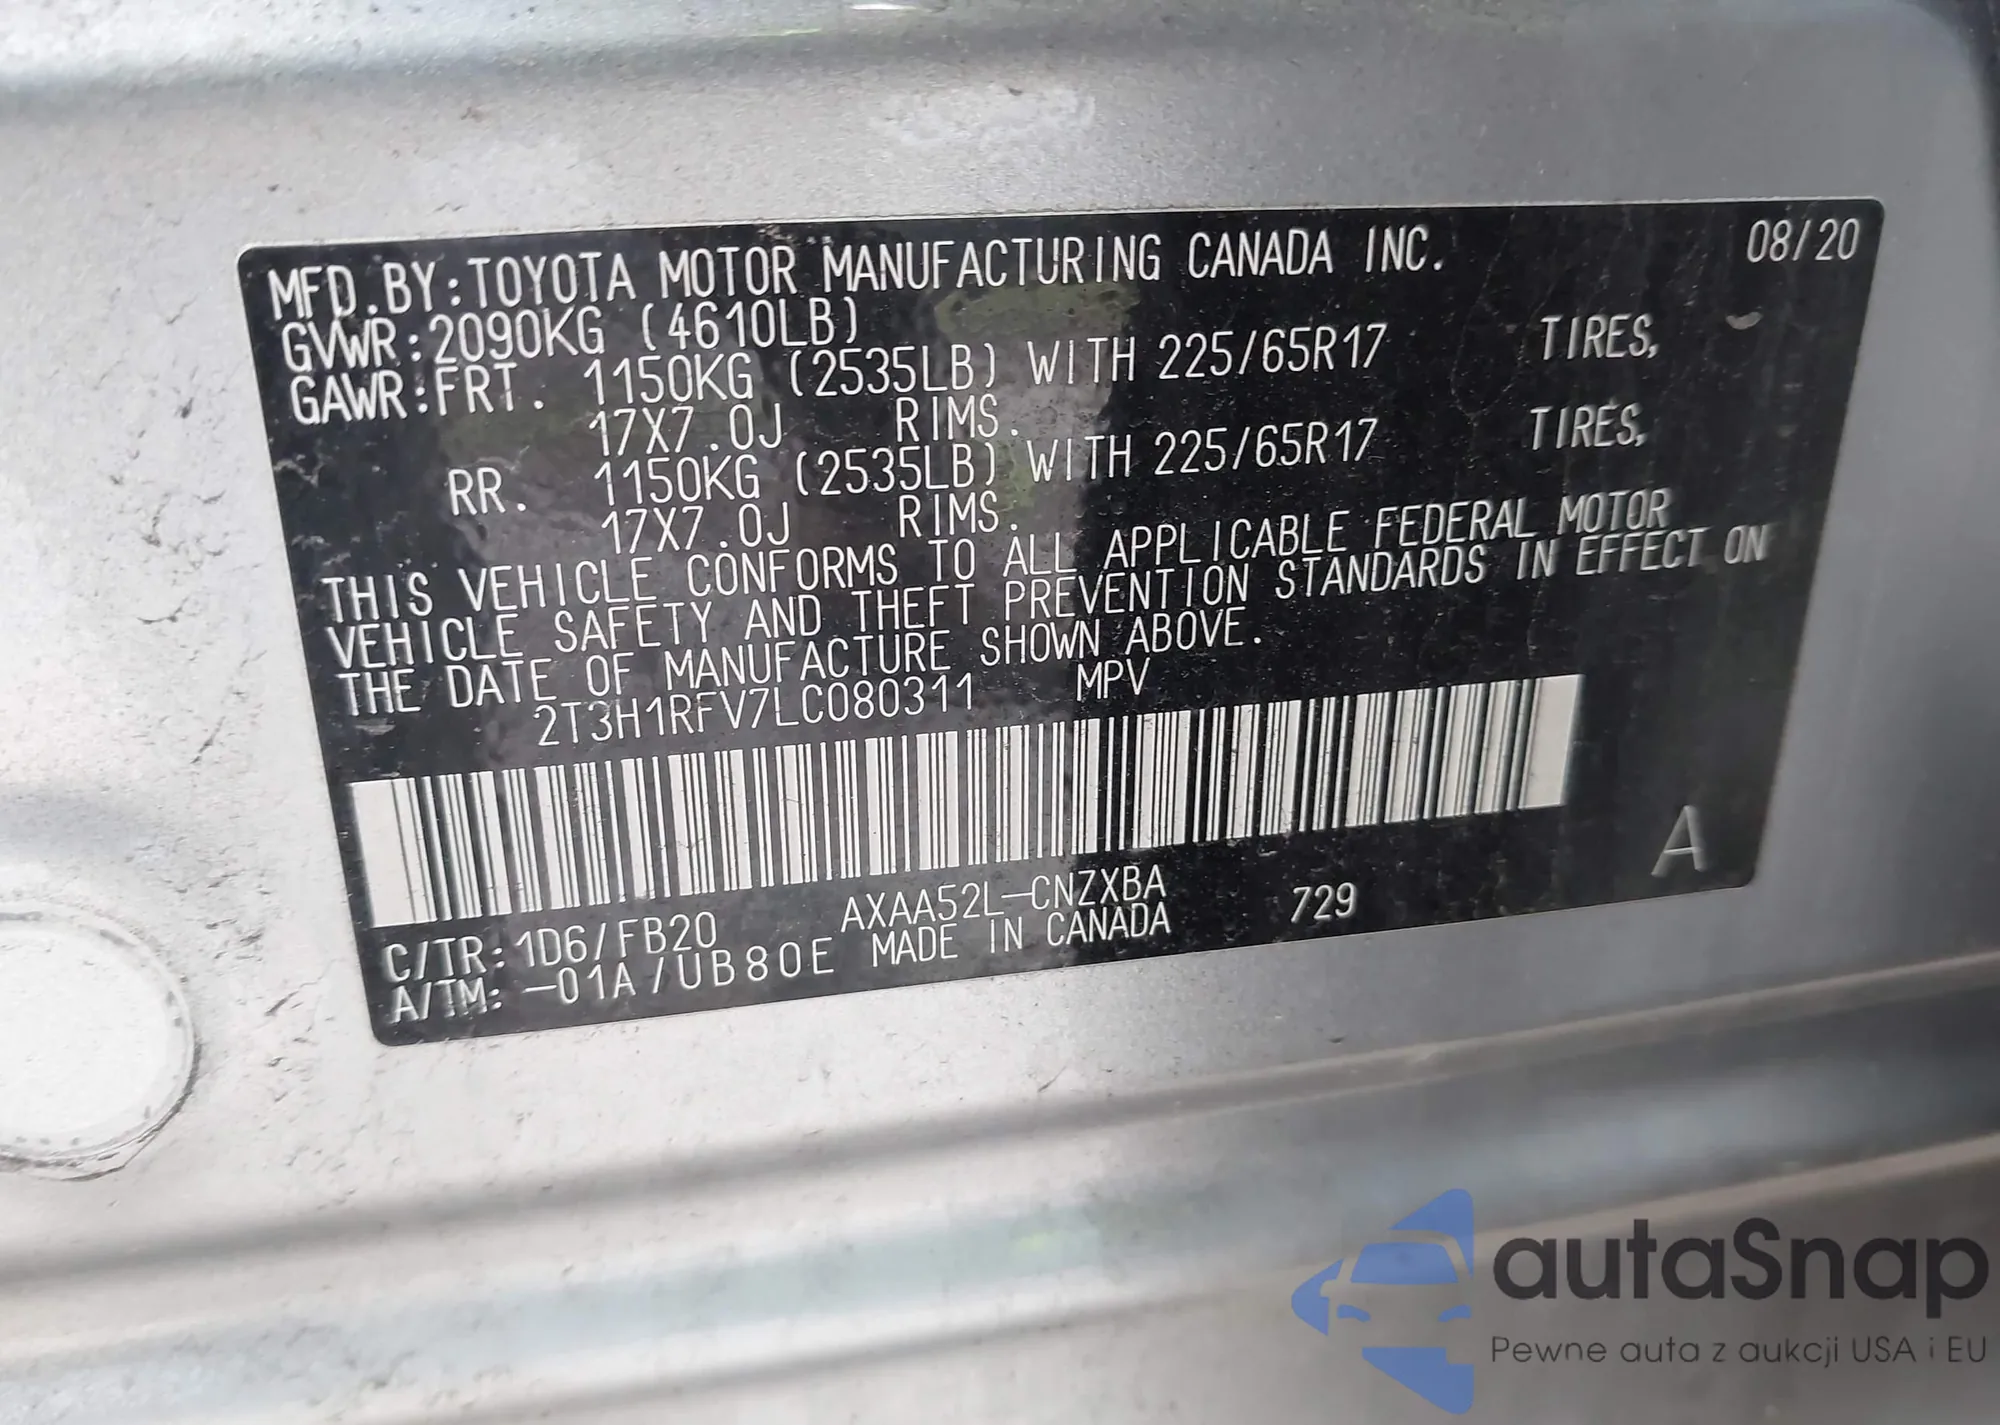 MFD.BY:TOYOTA MOTOR MANUFACTURING CANADA INC. 08/20
GVWR:2090KG (4610LB)
GAWR:FRT. 1150KG (2535LB) WITH 225/65R17 TIRES,
17X7.0J RIMS.
RR. 1150KG (2535LB) WITH 225/65R17 TIRES,
17X7.0J RIMS.
THIS VEHICLE CONFORMS TO ALL APPLICABLE FEDERAL MOTOR
VEHICLE SAFETY AND THEFT PREVENTION STANDARDS IN EFFECT ON
THE DATE OF MANUFACTURE SHOWN ABOVE.
2T3H1RFV7LC080311 MPV
A
C/TR:1D6/FB20 AXAA52L-CNZXBA 729
A/TM:-01A/UB80E MADE IN CANADA
autaSnap
Pewne auta z aukcji USA i EU